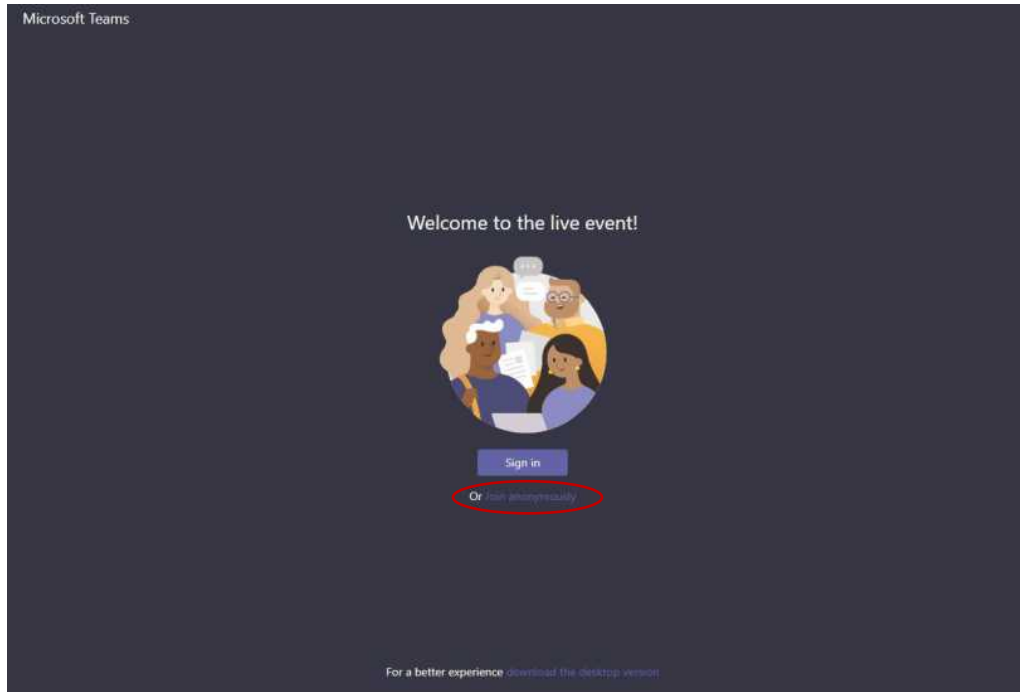 Microsoft Teams
Welcome to the live event!
Sign in
Or join anonymously
For a better experience download the desktop version